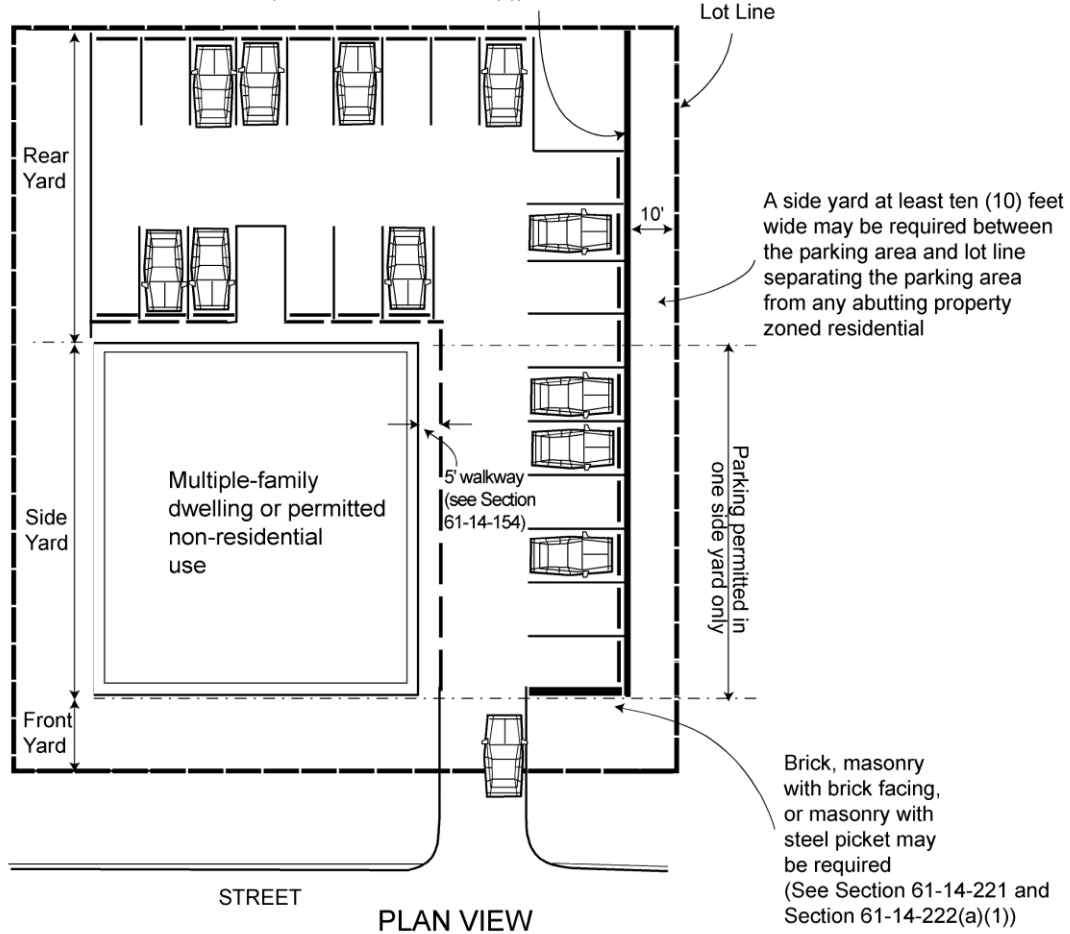 Lot Line
Rear
Yard
10'
A side yard at least ten (10) feet
wide may be required between
the parking area and lot line
separating the parking area
from any abutting property
zoned residential
Side
Yard
Multiple-family
dwelling or permitted
non-residential
use
5' walkway
(see Section
61-14-154)
Parking permitted in
one side yard only
Front
Yard
Brick, masonry
with brick facing,
or masonry with
steel picket may
be required
(See Section 61-14-221 and
Section 61-14-222(a)(1))
STREET
PLAN VIEW